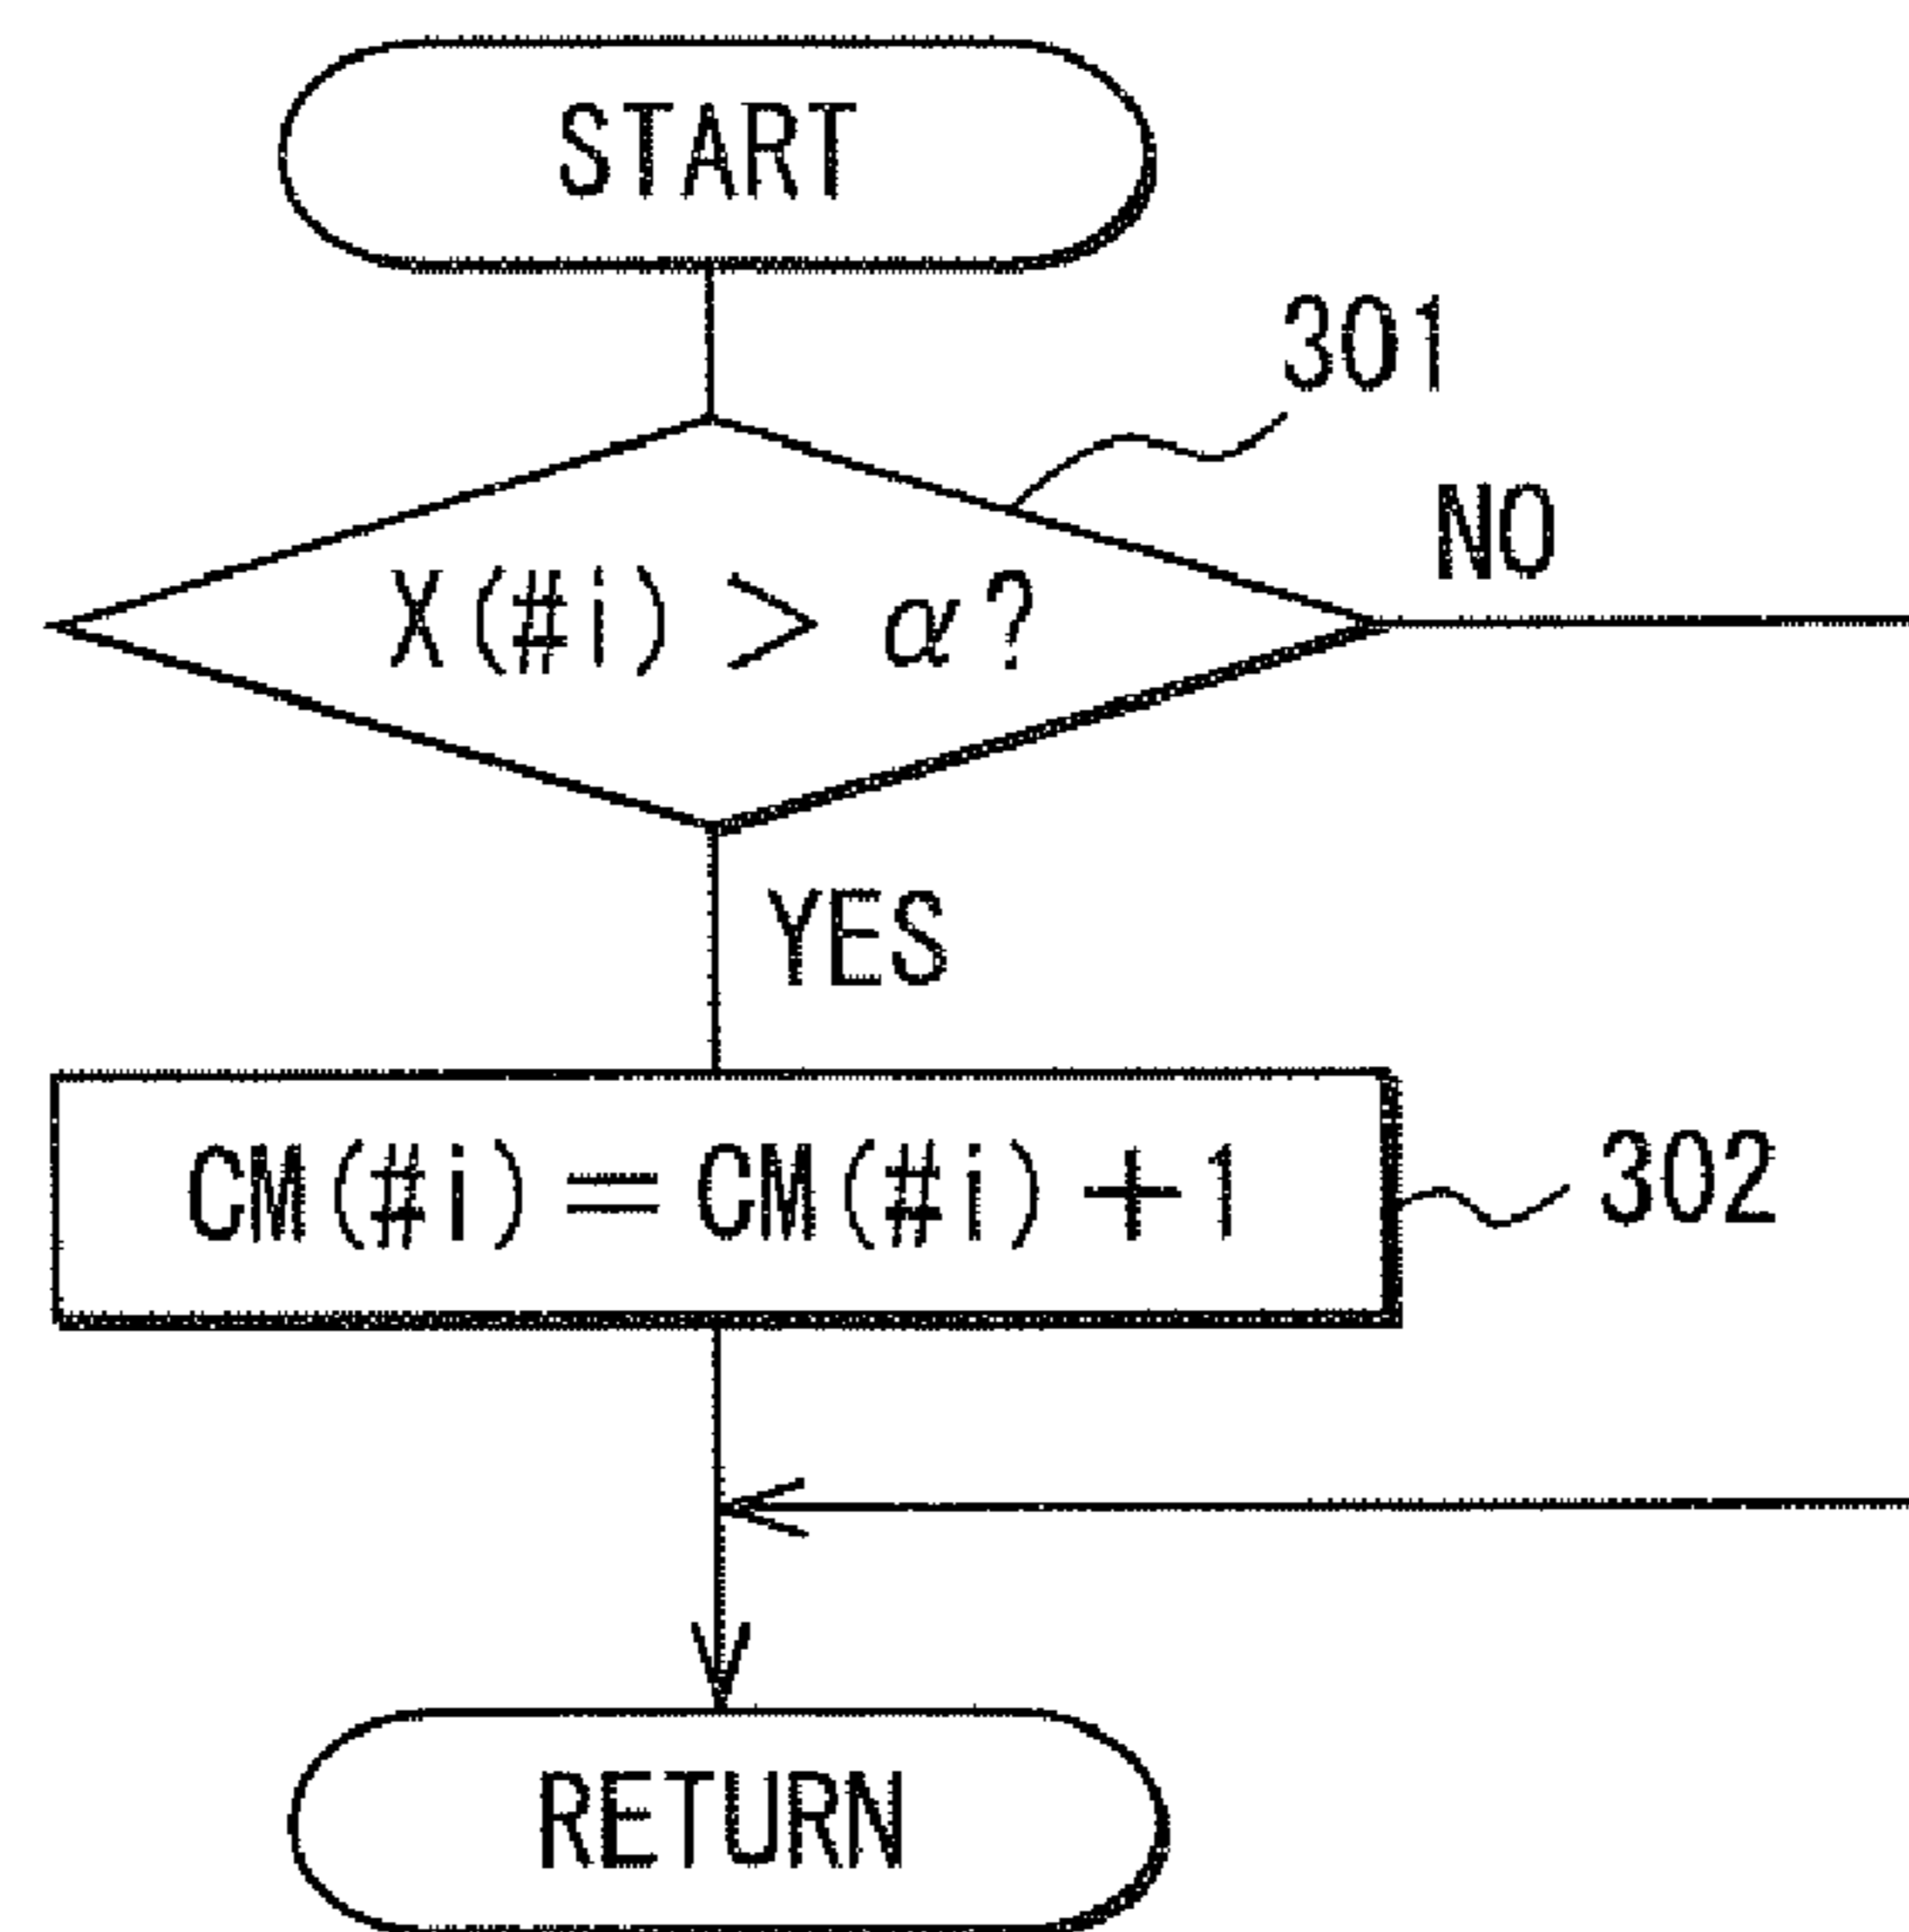 START
301
NO
X(#i)>α?
YES
CM(#i)=CM(#i)+1
302
RETURN